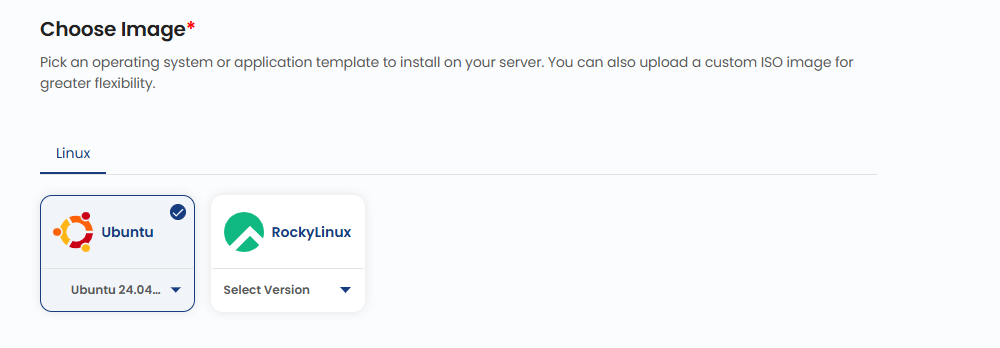 Choose Image*
Pick an operating system or application template to install on your server. You can also upload a custom ISO image for
greater flexibility.
Linux
Ubuntu
RockyLinux
Ubuntu 24.04...
Select Version